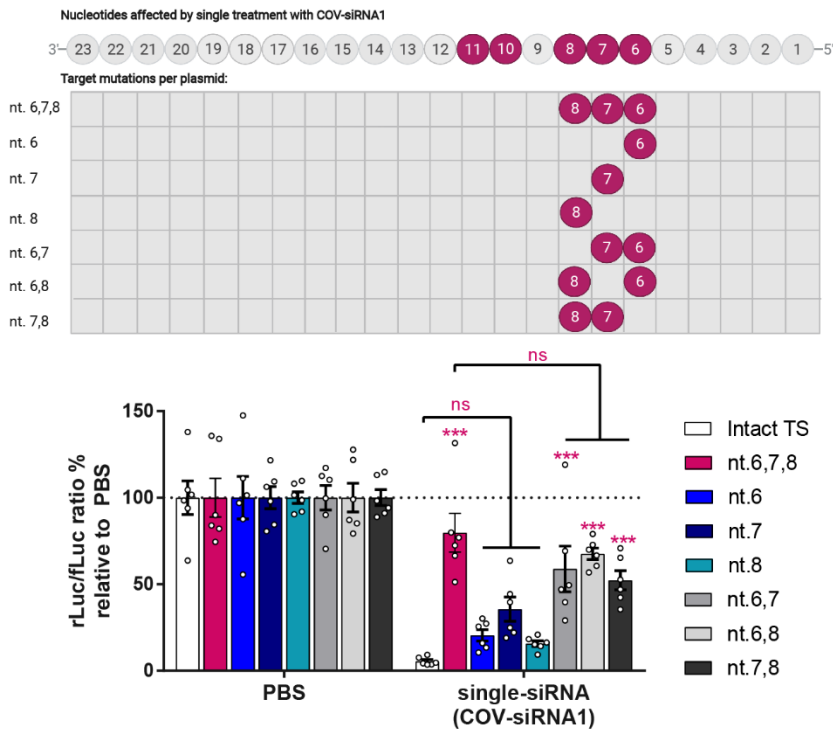 Nucleotides affected by single treatment with COV-siRNA1
3'- 23 22 21 20 19 18 17 16 15 14 13 12 11 10 9 8 7 6 5 4 3 2 1 -5'
Target mutations per plasmid:
nt. 6,7,8 8 7 6
nt. 6 6
nt. 7 7
nt. 8 8
nt. 6,7 7 6
nt. 6,8 8 6
nt. 7,8 8 7
ns
ns
***
***
***
***
rLuc/fLuc ratio %
relative to PBS
150
100
50
0
PBS
single-siRNA
(COV-siRNA1)
Intact TS
nt.6,7,8
nt.6
nt.7
nt.8
nt.6,7
nt.6,8
nt.7,8